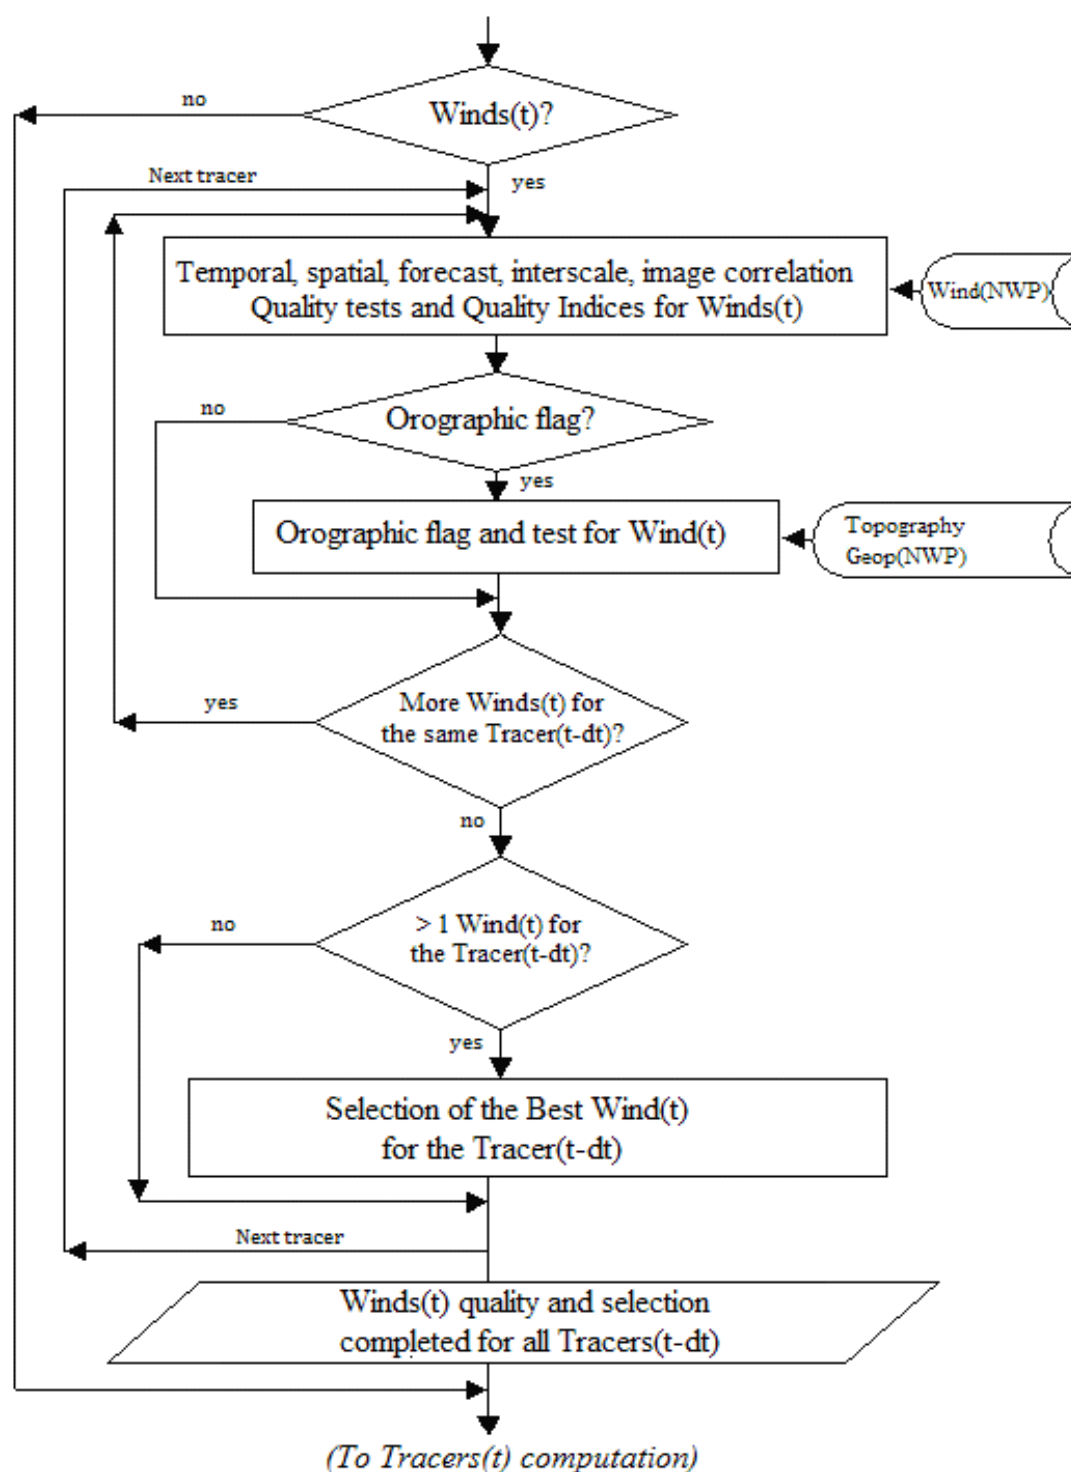 Winds(t)?
no
yes
Next tracer
Temporal, spatial, forecast, interscale, image correlation
Quality tests and Quality Indices for Winds(t)
Wind(NWP)
Orographic flag?
no
yes
Orographic flag and test for Wind(t)
Topography
Geop(NWP)
More Winds(t) for
the same Tracer(t-dt)?
yes
no
> 1 Wind(t) for
the Tracer(t-dt)?
no
yes
Selection of the Best Wind(t)
for the Tracer(t-dt)
Next tracer
Winds(t) quality and selection
completed for all Tracers(t-dt)
(To Tracers(t) computation)